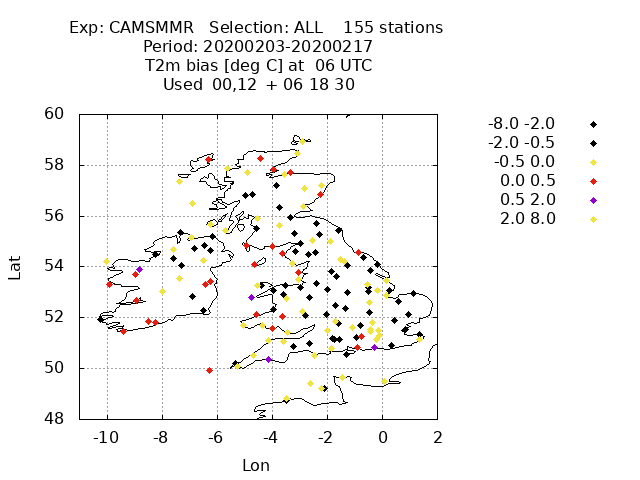 Exp: CAMSMMR Selection: ALL 155 stations
Period: 20200203-20200217
T2m bias [deg C] at 06 UTC
Used 00,12 + 06 18 30
60
58
56
54
52
50
48
-10 -8 -6 -4 -2 0 2
Lat
Lon
-8.0 -2.0
-2.0 -0.5
-0.5 0.0
0.0 0.5
0.5 2.0
2.0 8.0